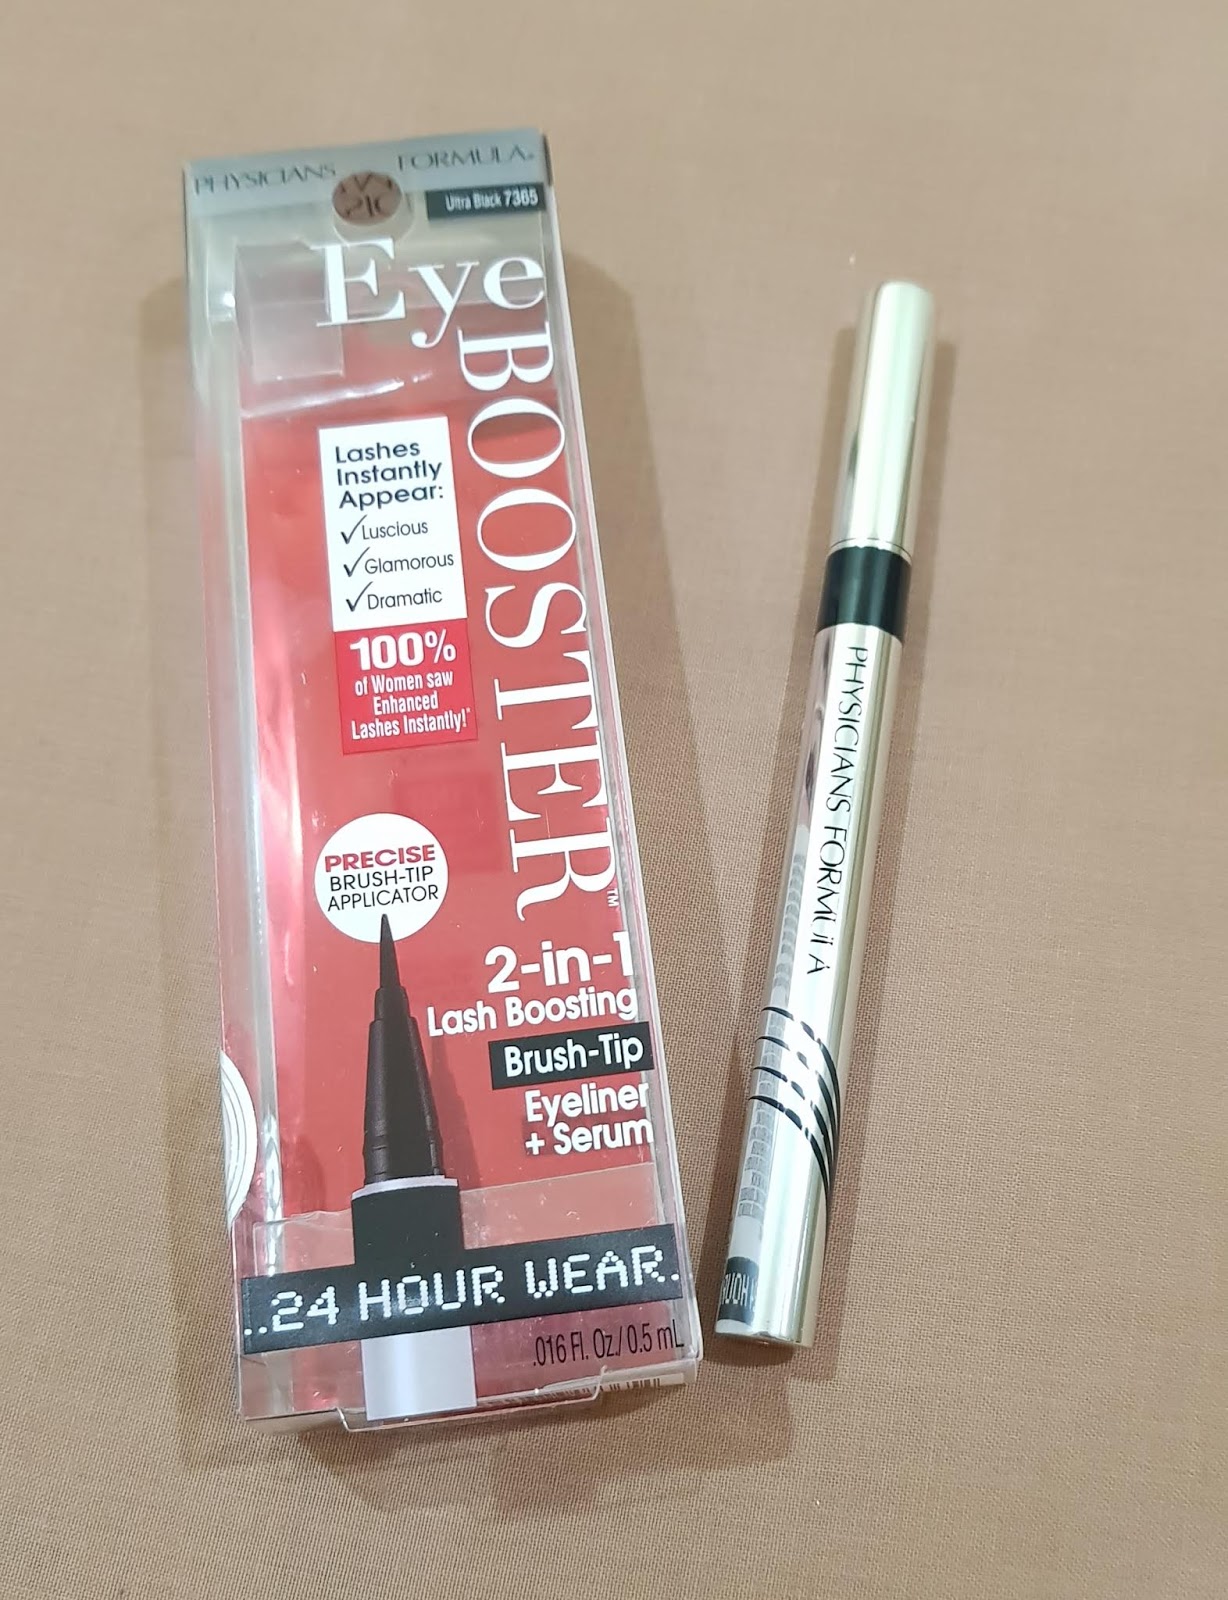 PHYSICIANS FORMULA®
Ultra Black 7365
Eye
BOOSTER™
Lashes
Instantly
Appear:
✓ Luscious
✓ Glamorous
✓ Dramatic
100%
of Women saw
Enhanced
Lashes Instantly!*
PRECISE
BRUSH-TIP
APPLICATOR
2-in-1
Lash Boosting
Brush-Tip
Eyeliner
+ Serum
..24 HOUR WEAR.
.016 Fl. Oz./0.5 mL
PHYSICIANS FORMULA